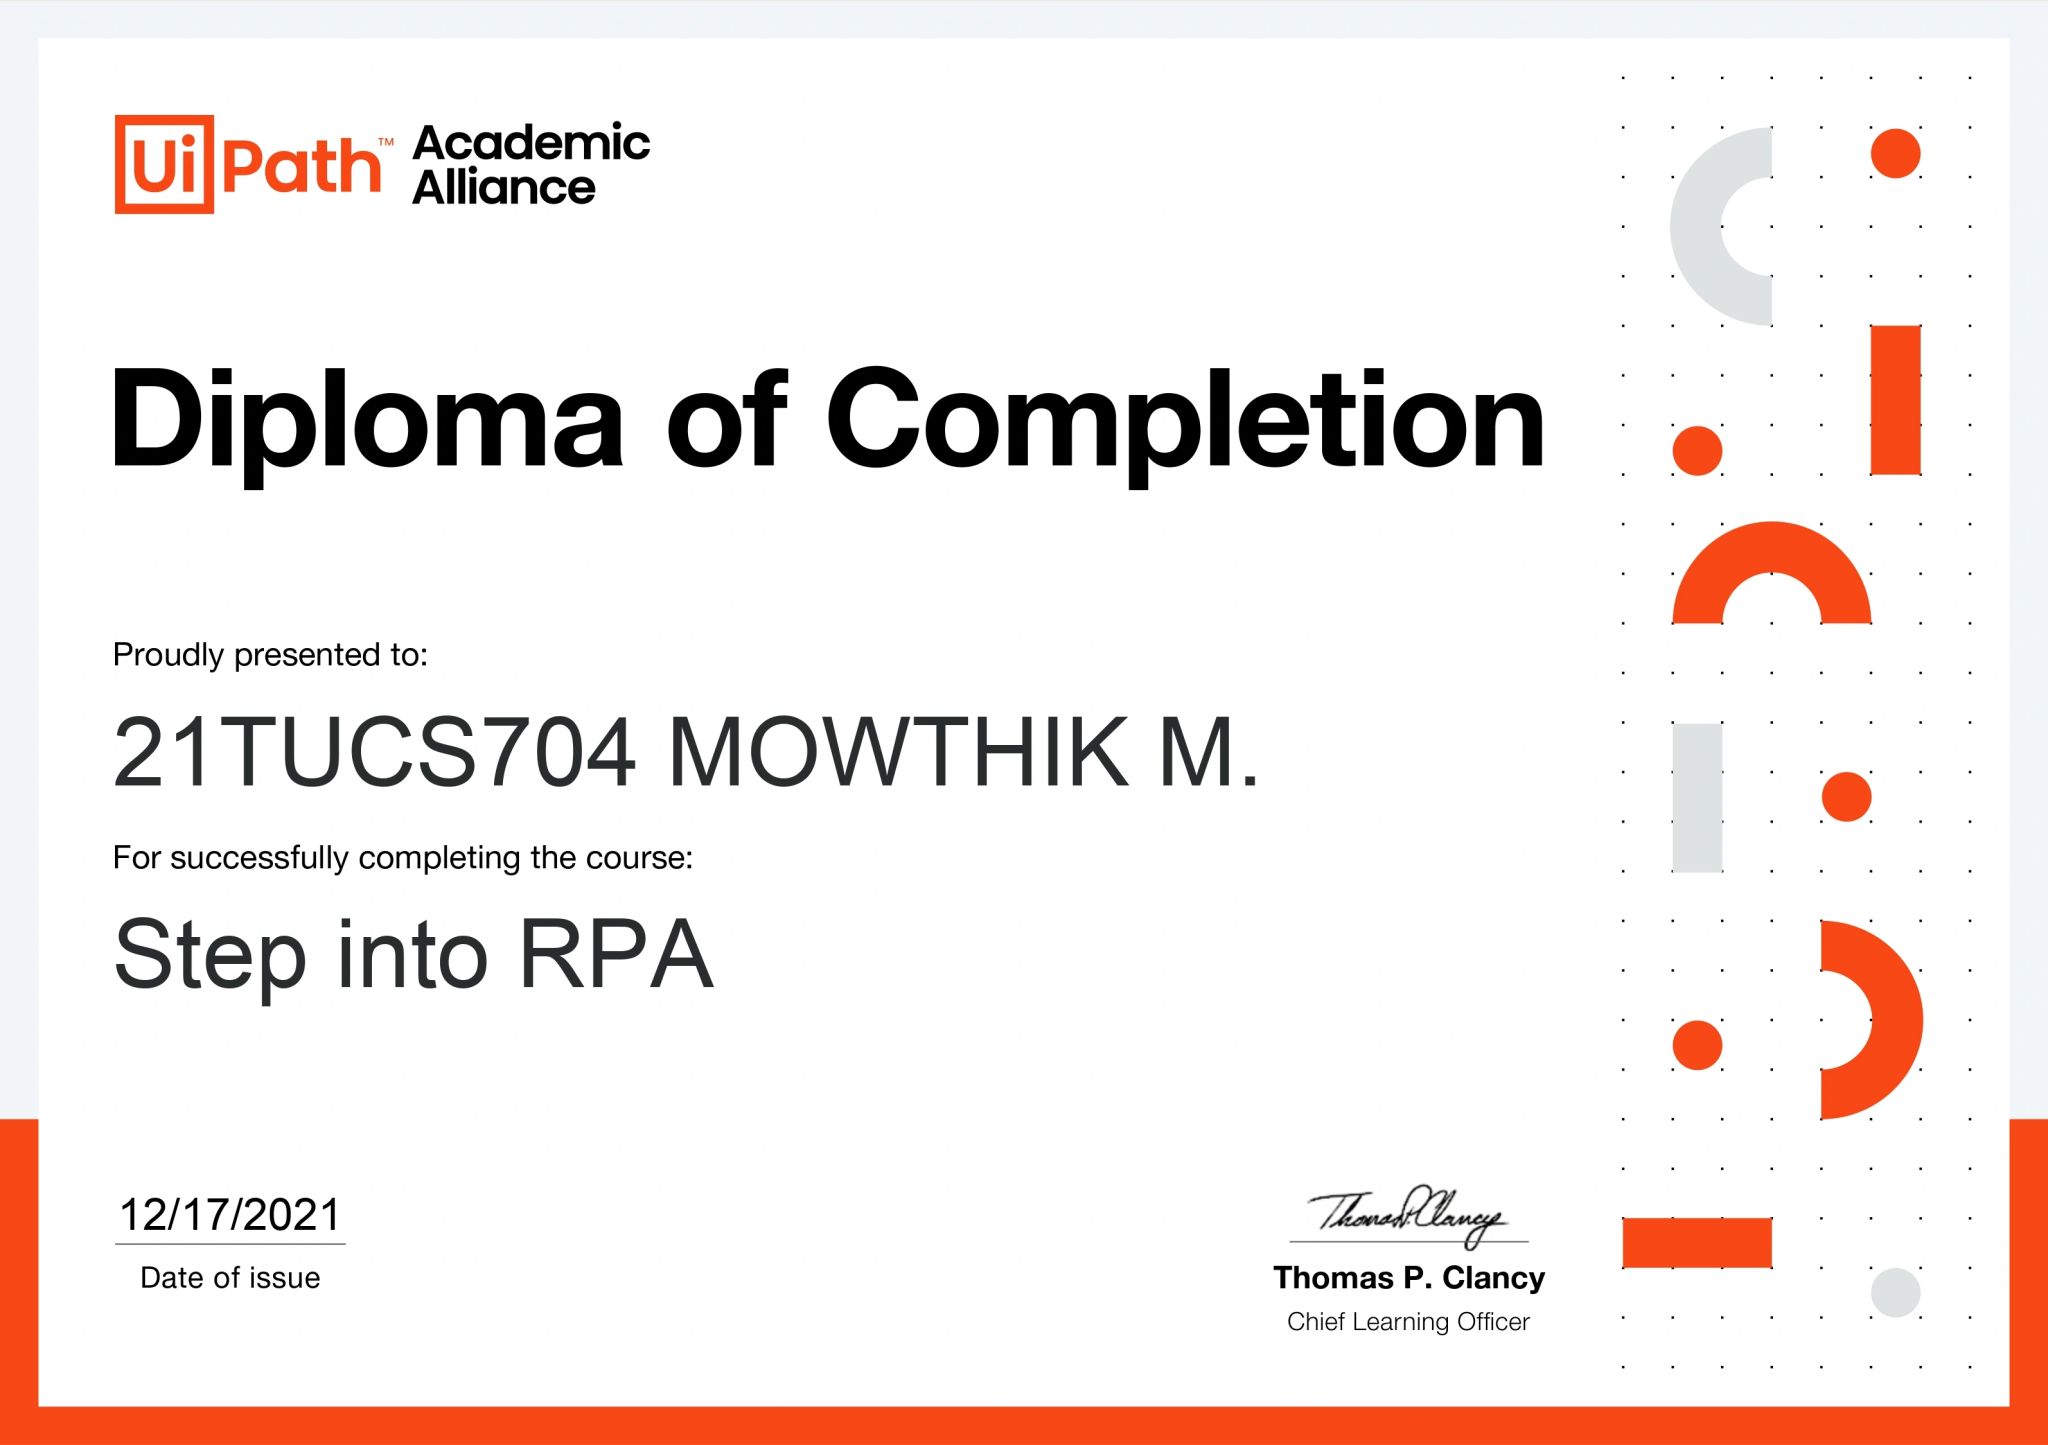 UiPath™ Academic
Alliance
Diploma of Completion
Proudly presented to:
21TUCS704 MOWTHIK M.
For successfully completing the course:
Step into RPA
12/17/2021
Date of issue
Thomas P. Clancy
Thomas P. Clancy
Chief Learning Officer